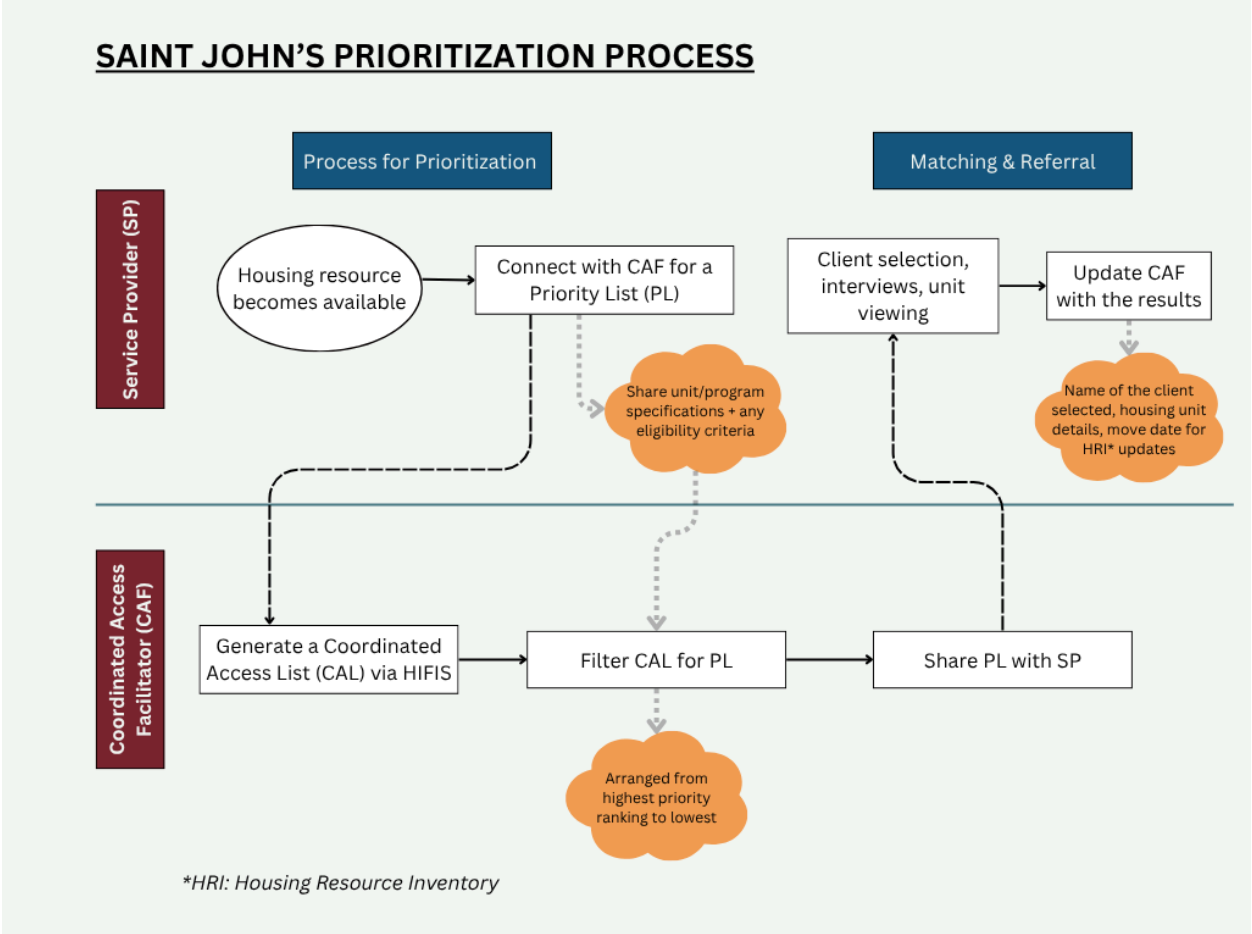 SAINT JOHN’S PRIORITIZATION PROCESS
Process for Prioritization
Matching & Referral
Service Provider (SP)
Housing resource
becomes available
Connect with CAF for a
Priority List (PL)
Client selection,
interviews, unit
viewing
Update CAF
with the results
Share unit/program
specifications + any
eligibility criteria
Name of the client
selected, housing unit
details, move date for
HRI* updates
Coordinated Access
Facilitator (CAF)
Generate a Coordinated
Access List (CAL) via HIFIS
Filter CAL for PL
Share PL with SP
Arranged from
highest priority
ranking to lowest
*HRI: Housing Resource Inventory